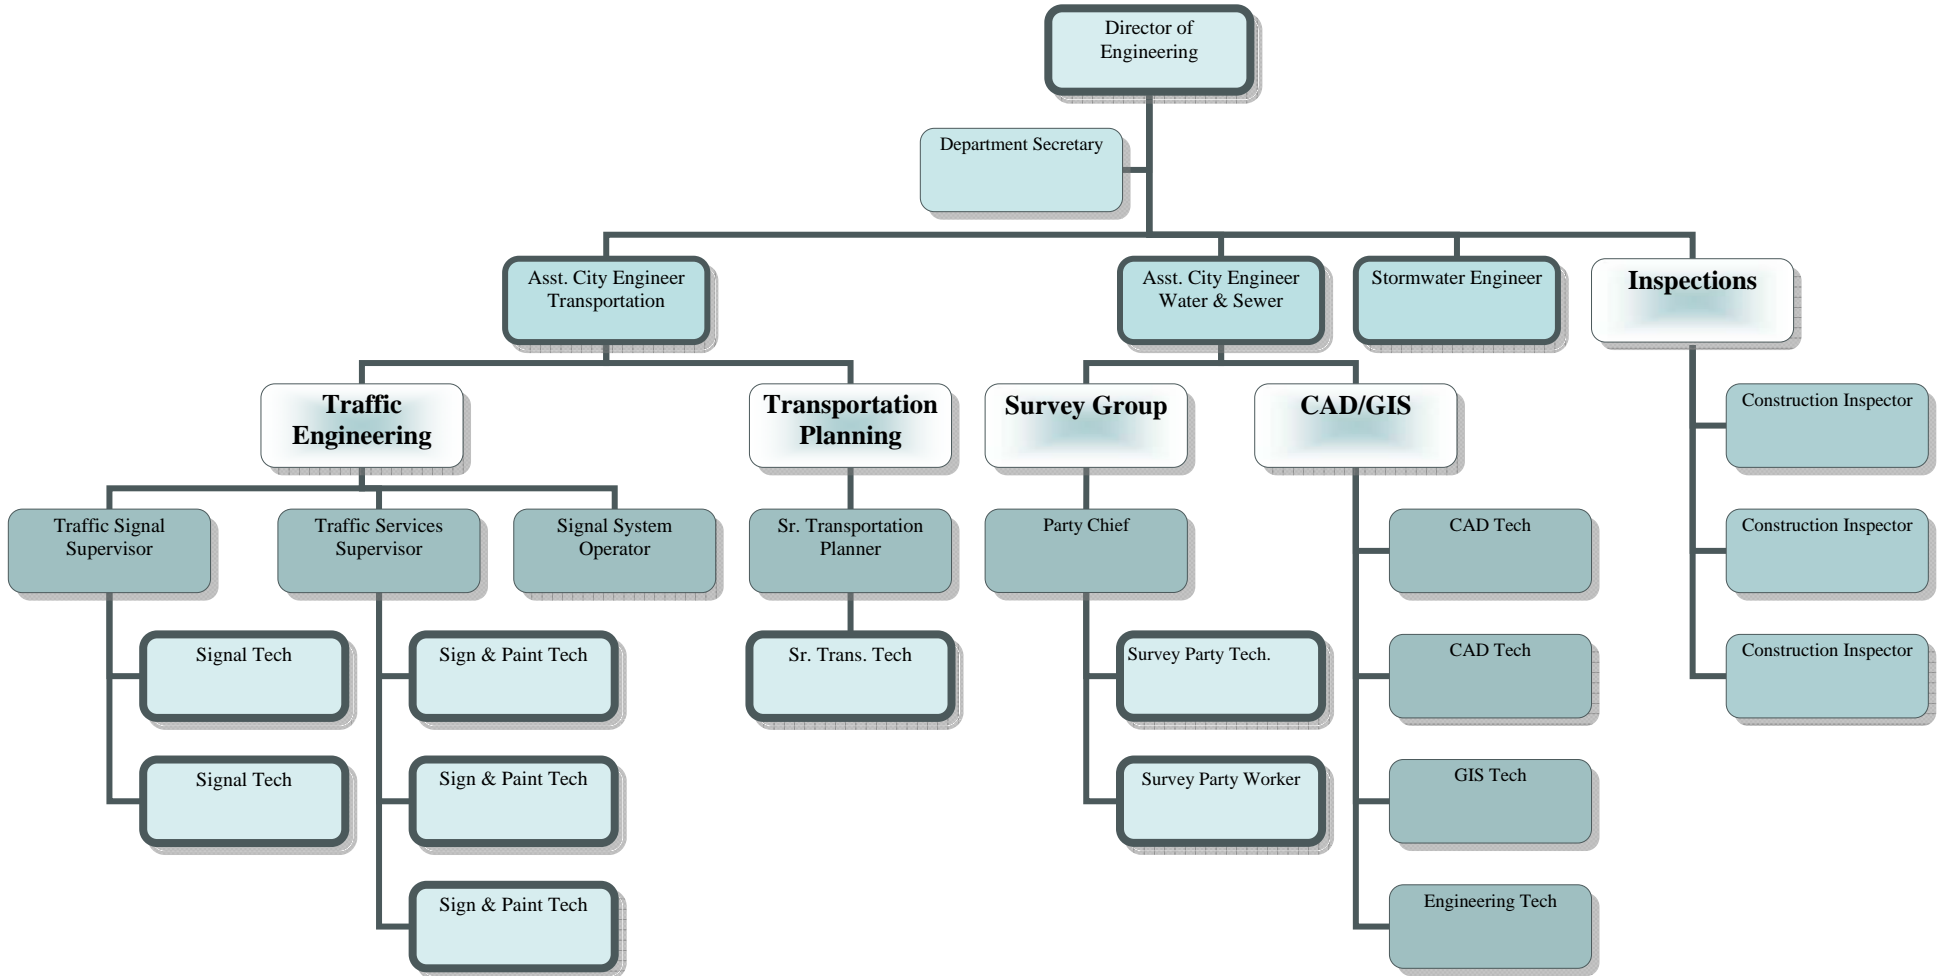 Director of
Engineering
Department Secretary
Asst. City Engineer
Transportation
Asst. City Engineer
Water & Sewer
Stormwater Engineer
Inspections
Traffic
Engineering
Transportation
Planning
Survey Group
CAD/GIS
Construction Inspector
Traffic Signal
Supervisor
Traffic Services
Supervisor
Signal System
Operator
Sr. Transportation
Planner
Party Chief
CAD Tech
Construction Inspector
Signal Tech
Sign & Paint Tech
Sr. Trans. Tech
Survey Party Tech.
CAD Tech
Construction Inspector
Signal Tech
Sign & Paint Tech
Survey Party Worker
GIS Tech
Sign & Paint Tech
Engineering Tech